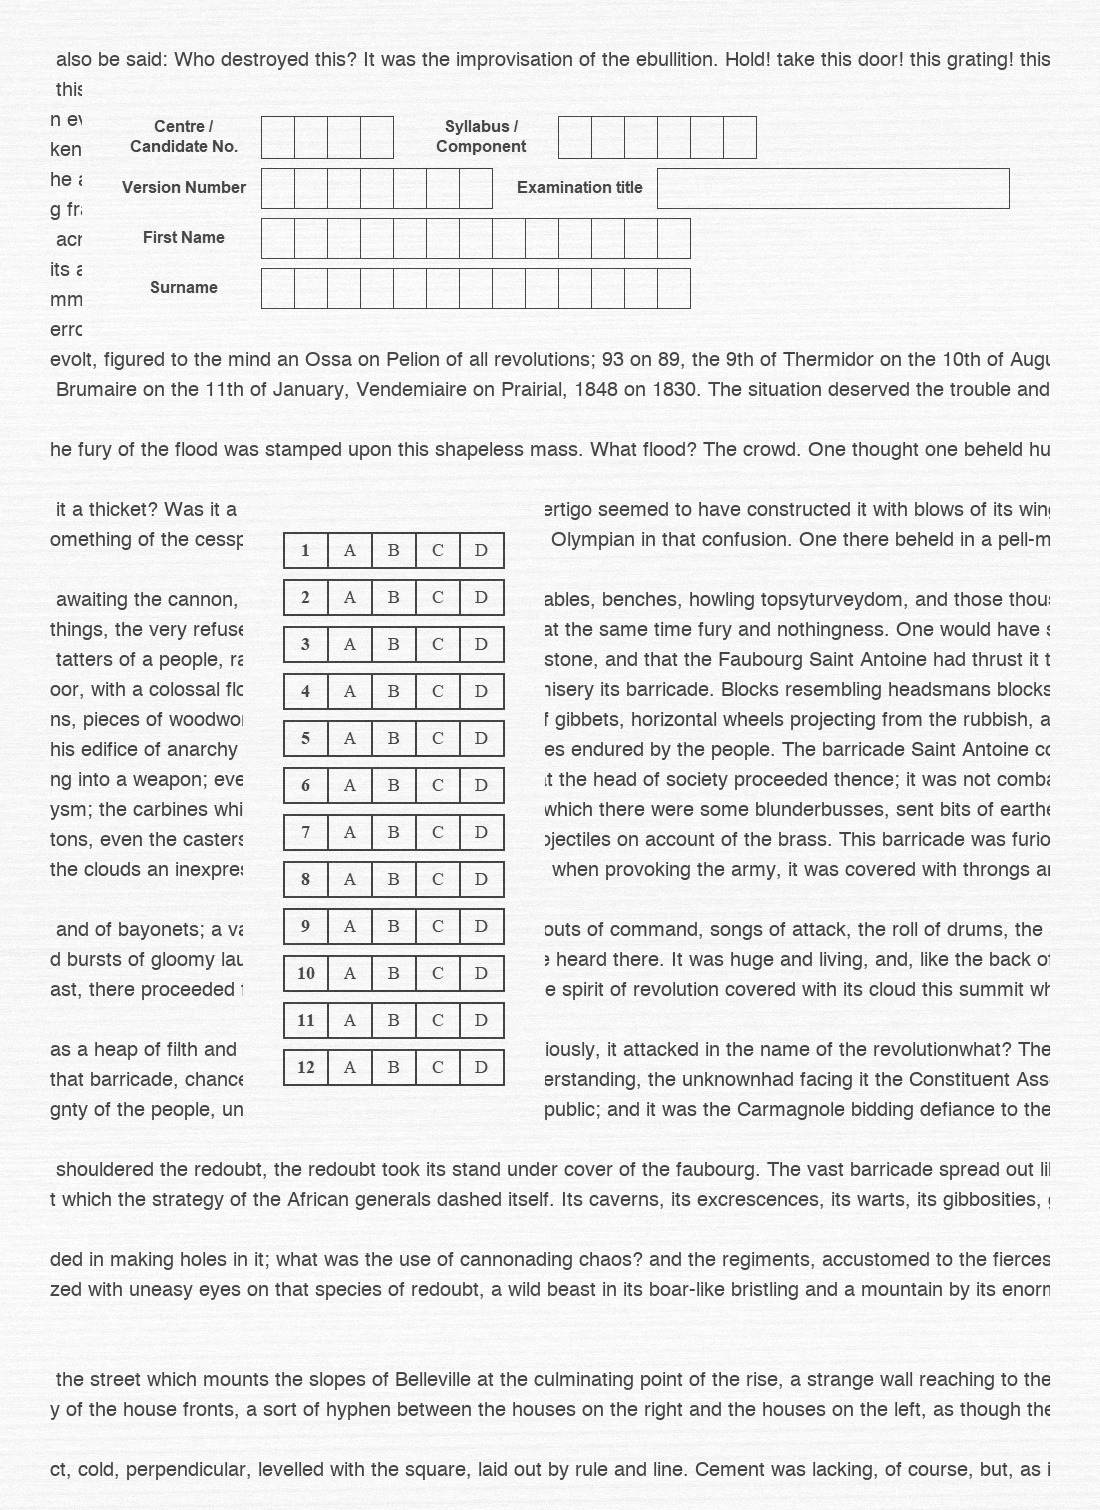 also be said: Who destroyed this? It was the improvisation of the ebullition. Hold! take this door! this grating! this
this
Centre / Candidate No.
Syllabus / Component
Version Number
Examination title
First Name
Surname
n
ken
he
g
its
evolt, figured to the mind an Ossa on Pelion of all revolutions; 93 on 89, the 9th of Thermidor on the 10th of
Brumaire on the 11th of January, Vendemiaire on Prairial, 1848 on 1830. The situation deserved the trouble and
he fury of the flood was stamped upon this shapeless mass. What flood? The crowd. One thought one beheld hu
it a thicket? Was it a
omething of the
awaiting the cannon,
things, the very refuse
tatters of a people,
oor, with a colossal
ns, pieces of
his edifice of anarchy
ng into a weapon;
ysm; the carbines
tons, even the casters
the clouds an
and of bayonets; a
d bursts of gloomy
ast, there proceeded
as a heap of filth and
that barricade, chance
gnty of the people, un
1 A B C D
2 A B C D
3 A B C D
4 A B C D
5 A B C D
6 A B C D
7 A B C D
8 A B C D
9 A B C D
10 A B C D
11 A B C D
12 A B C D
ertigo seemed to have constructed it with blows of its
Olympian in that confusion. One there beheld in a pell-m
ables, benches, howling topsyturveydom, and those
at the same time fury and nothingness. One would have
stone, and that the Faubourg Saint Antoine had thrust it
misery its barricade. Blocks resembling headsmans blocks
of gibbets, horizontal wheels projecting from the rubbish,
es endured by the people. The barricade Saint Antoine
at the head of society proceeded thence; it was not
which there were some blunderbusses, sent bits of
ojectiles on account of the brass. This barricade was
when provoking the army, it was covered with throngs
outs of command, songs of attack, the roll of drums, the
e heard there. It was huge and living, and, like the back of
e spirit of revolution covered with its cloud this summit
iously, it attacked in the name of the revolutionwhat? The
erstanding, the unknownhad facing it the Constituent Ass
public; and it was the Carmagnole bidding defiance to the
shouldered the redoubt, the redoubt took its stand under cover of the faubourg. The vast barricade spread out
t which the strategy of the African generals dashed itself. Its caverns, its excrescences, its warts, its gibbosities,
ded in making holes in it; what was the use of cannonading chaos? and the regiments, accustomed to the fierces
zed with uneasy eyes on that species of redoubt, a wild beast in its boar-like bristling and a mountain by its
the street which mounts the slopes of Belleville at the culminating point of the rise, a strange wall reaching to the
y of the house fronts, a sort of hyphen between the houses on the right and the houses on the left, as though the
ct, cold, perpendicular, levelled with the square, laid out by rule and line. Cement was lacking, of course, but, as